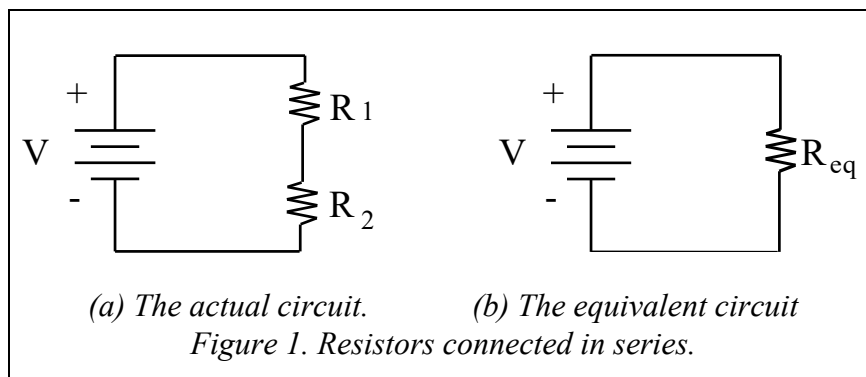 +
V
-
R 1
R 2
+
V
-
R eq
(a) The actual circuit.
(b) The equivalent circuit
Figure 1. Resistors connected in series.